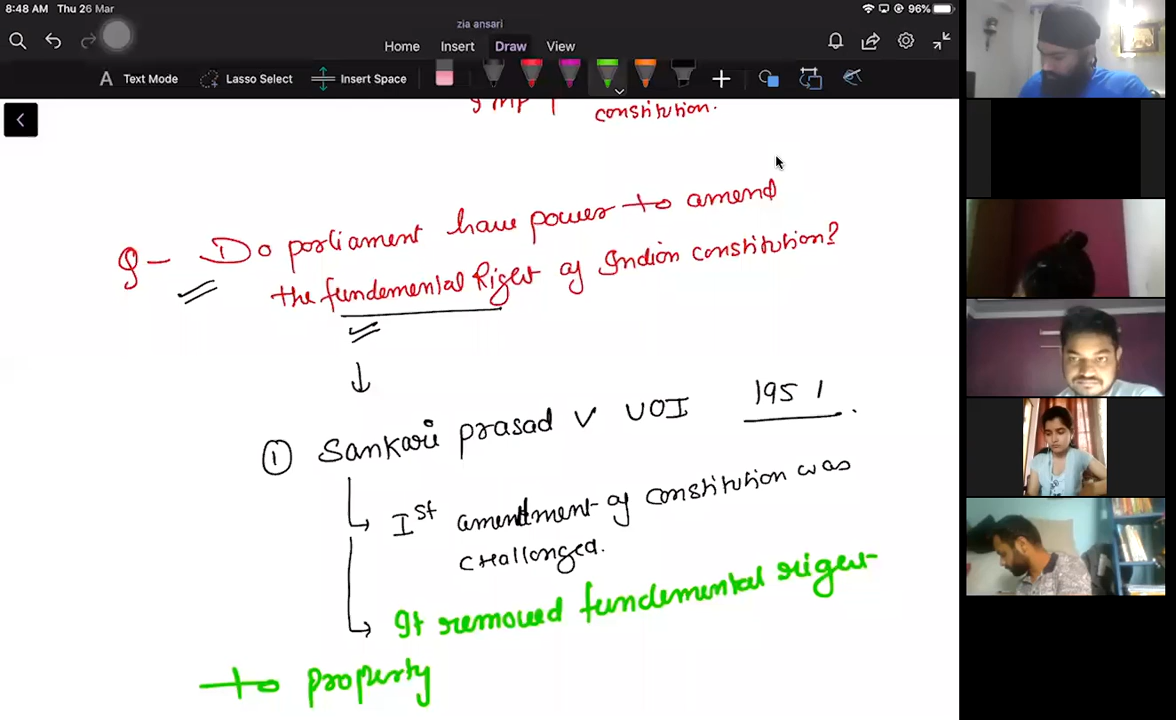 8:48 AM Thu 26 Mar
96%
zia ansari
Home Insert Draw View
Text Mode Lasso Select Insert Space
constitution.
Q- Do parliament have power to amend
the fundemental Right of Indian constitution?
① Sankari prasad V UOI 1951.
Ist amendment of constitution was
challenged.
It removed fundemental right
to property